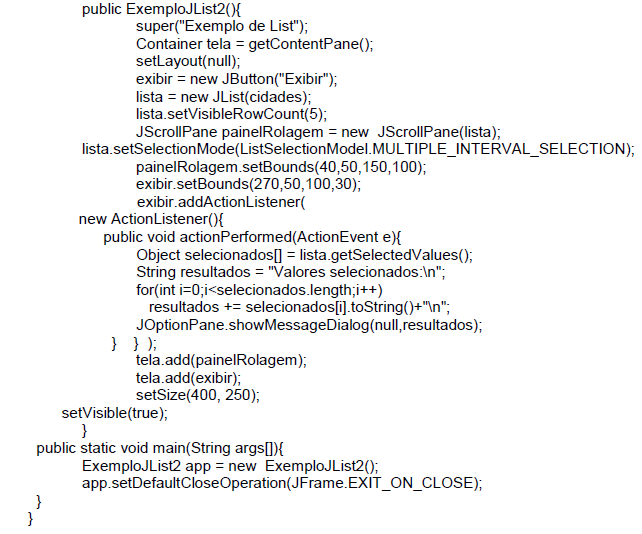 public ExemploJList2(){
super("Exemplo de List");
Container tela = getContentPane();
setLayout(null);
exibir = new JButton("Exibir");
lista = new JList(cidades);
lista.setVisibleRowCount(5);
JScrollPane painelRolagem = new  JScrollPane(lista);
lista.setSelectionMode(ListSelectionModel.MULTIPLE_INTERVAL_SELECTION);
painelRolagem.setBounds(40,50,150,100);
exibir.setBounds(270,50,100,30);
exibir.addActionListener(
new ActionListener(){
public void actionPerformed(ActionEvent e){
Object selecionados[] = lista.getSelectedValues();
String resultados = "Valores selecionados:\n";
for(int i=0;i<selecionados.length;i++)
resultados += selecionados[i].toString()+"\n";
JOptionPane.showMessageDialog(null,resultados);
}    }  );
tela.add(painelRolagem);
tela.add(exibir);
setSize(400, 250);
setVisible(true);
}
public static void main(String args[]){
ExemploJList2 app = new  ExemploJList2();
app.setDefaultCloseOperation(JFrame.EXIT_ON_CLOSE);
}
}